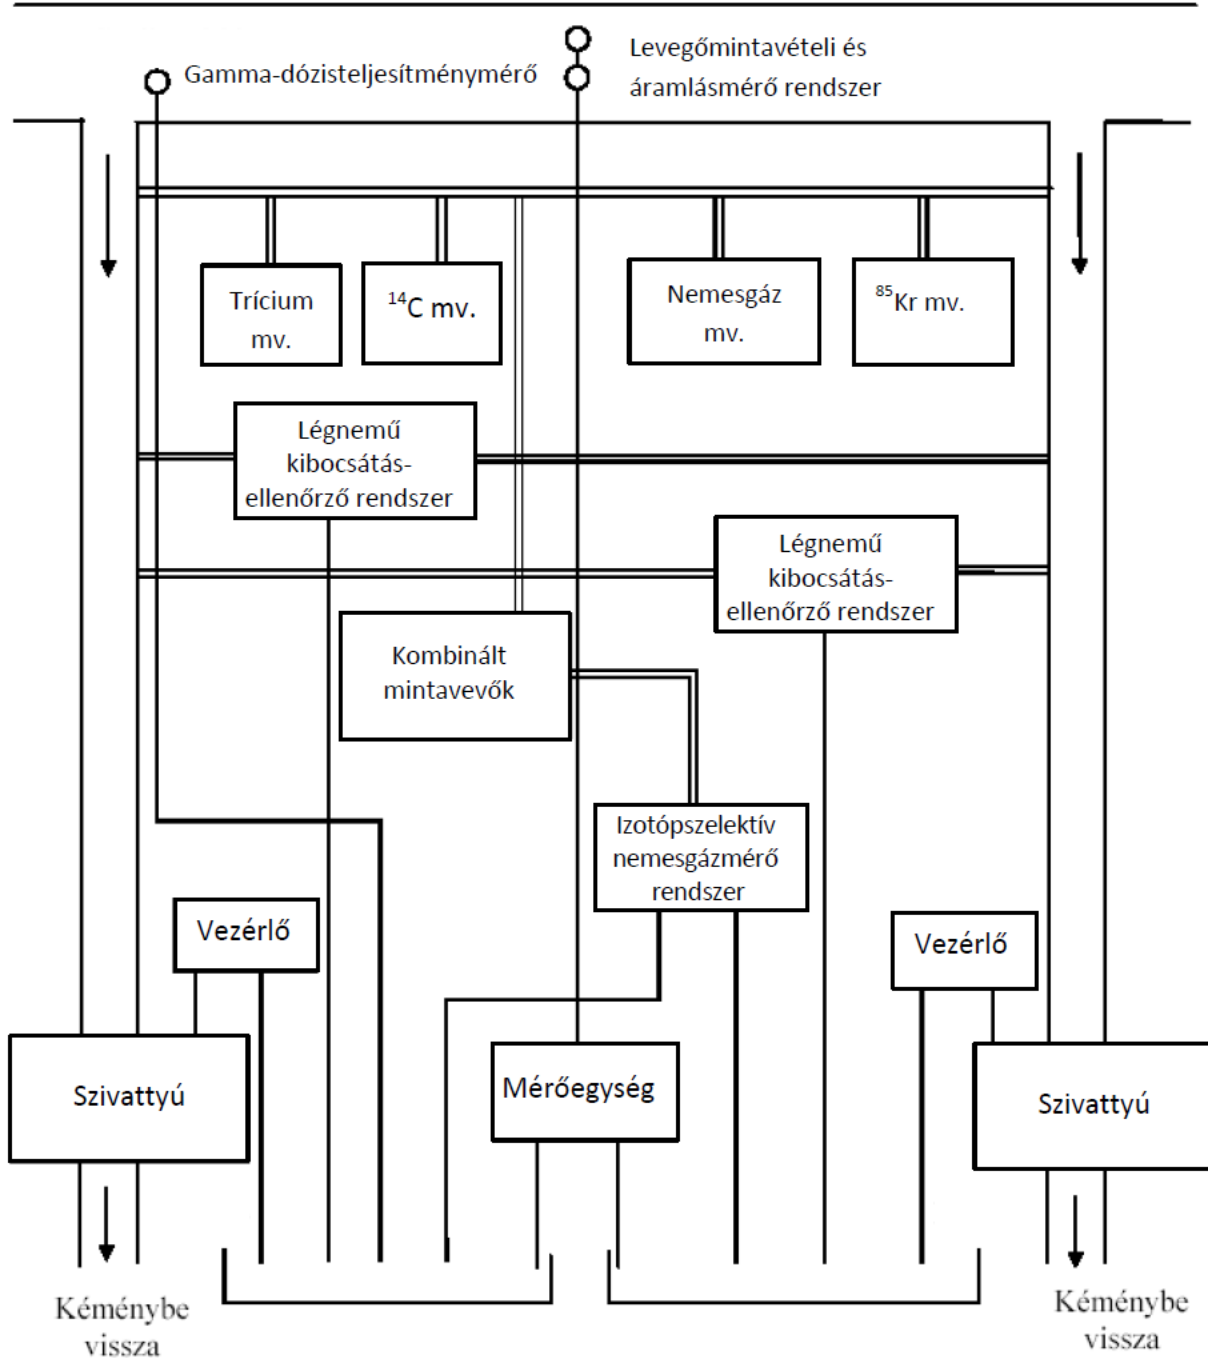 Gamma-dózisteljesítménymérő
Levegőmintavételi és
áramlásmérő rendszer
Trícium
mv.
¹⁴C mv.
Nemesgáz
mv.
⁸⁵Kr mv.
Légnemű
kibocsátás-
ellenőrző rendszer
Légnemű
kibocsátás-
ellenőrző rendszer
Kombinált
mintavevők
Izotópszelektív
nemesgázmérő
rendszer
Vezérlő
Vezérlő
Szivattyú
Mérőegység
Szivattyú
Kéménybe
vissza
Kéménybe
vissza